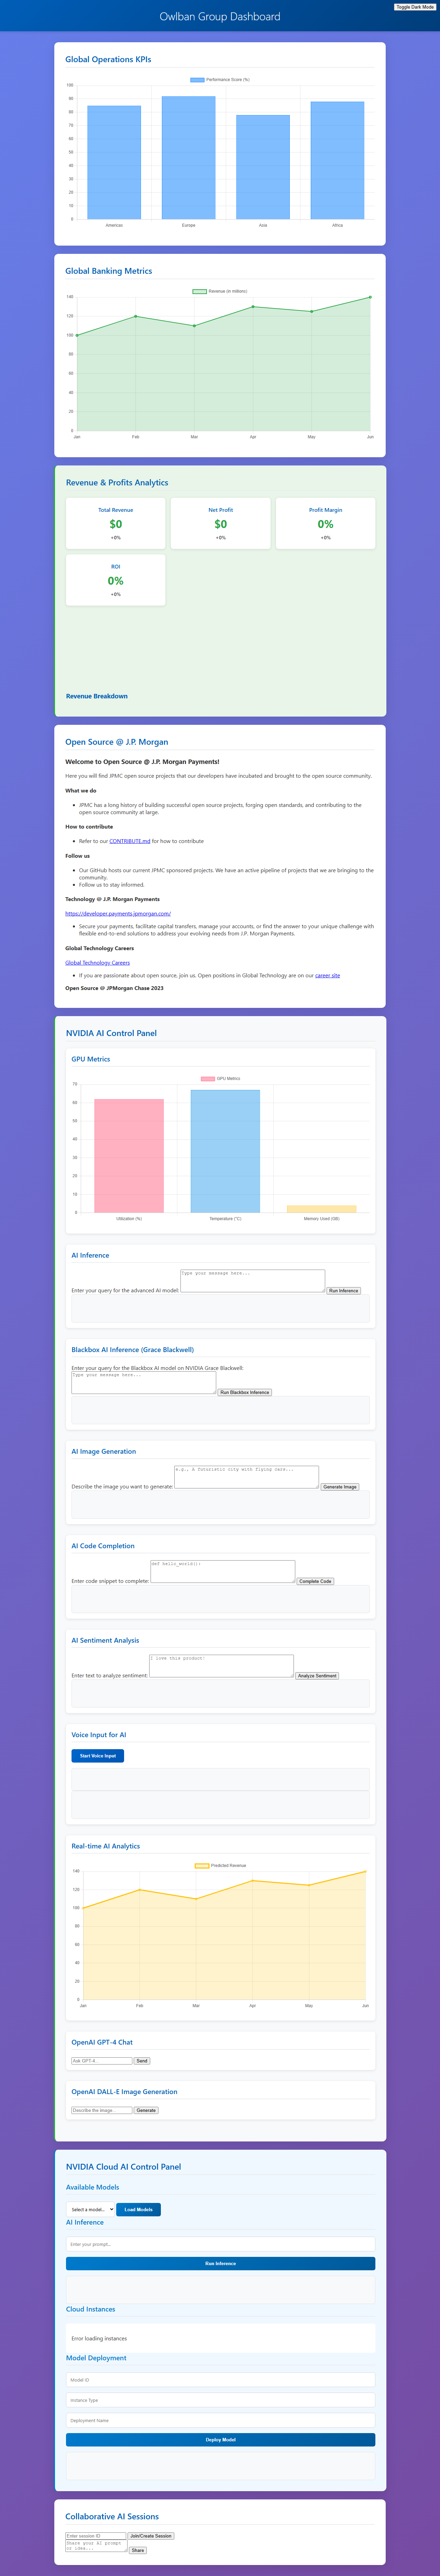 Owlban Group Dashboard
Toggle Dark Mode
Global Operations KPIs
Performance Score (%)
100
90
80
70
60
50
40
30
20
10
0
Americas
Europe
Asia
Africa
Global Banking Metrics
Revenue (in millions)
140
120
100
80
60
40
20
0
Jan
Feb
Mar
Apr
May
Jun
Revenue & Profits Analytics
Total Revenue
$0
+0%
Net Profit
$0
+0%
Profit Margin
0%
+0%
ROI
0%
+0%
Revenue Breakdown
Open Source @ J.P. Morgan
Welcome to Open Source @ J.P. Morgan Payments!
Here you will find JPMC open source projects that our developers have incubated and brought to the open source community.
What we do
JPMC has a long history of building successful open source projects, forging open standards, and contributing to the
open source community at large.
How to contribute
Refer to our CONTRIBUTE.md for how to contribute
Follow us
Our GitHub hosts our current JPMC sponsored projects. We have an active pipeline of projects that we are bringing to the
community.
Follow us to stay informed.
Technology @ J.P. Morgan Payments
https://developer.payments.jpmorgan.com/
Secure your payments, facilitate capital transfers, manage your accounts, or find the answer to your unique challenge with
flexible end-to-end solutions to address your evolving needs from J.P. Morgan Payments.
Global Technology Careers
Global Technology Careers
If you are passionate about open source, join us. Open positions in Global Technology are on our career site
Open Source @ JPMorgan Chase 2023
NVIDIA AI Control Panel
GPU Metrics
GPU Metrics
70
60
50
40
30
20
10
0
Utilization (%)
Temperature (°C)
Memory Used (GB)
AI Inference
Enter your query for the advanced AI model:
Type your message here...
Run Inference
Blackbox AI Inference (Grace Blackwell)
Enter your query for the Blackbox AI model on NVIDIA Grace Blackwell:
Type your message here...
Run Blackbox Inference
AI Image Generation
Describe the image you want to generate:
e.g., A futuristic city with flying cars...
Generate Image
AI Code Completion
Enter code snippet to complete:
def hello_world():
Complete Code
AI Sentiment Analysis
Enter text to analyze sentiment:
I love this product!
Analyze Sentiment
Voice Input for AI
Start Voice Input
Real-time AI Analytics
Predicted Revenue
140
120
100
80
60
40
20
0
Jan
Feb
Mar
Apr
May
Jun
OpenAI GPT-4 Chat
Ask GPT-4...
Send
OpenAI DALL-E Image Generation
Describe the image...
Generate
NVIDIA Cloud AI Control Panel
Available Models
Select a model...
Load Models
AI Inference
Enter your prompt...
Run Inference
Cloud Instances
Error loading instances
Model Deployment
Model ID
Instance Type
Deployment Name
Deploy Model
Collaborative AI Sessions
Enter session ID
Join/Create Session
Share your AI prompt
or idea...
Share